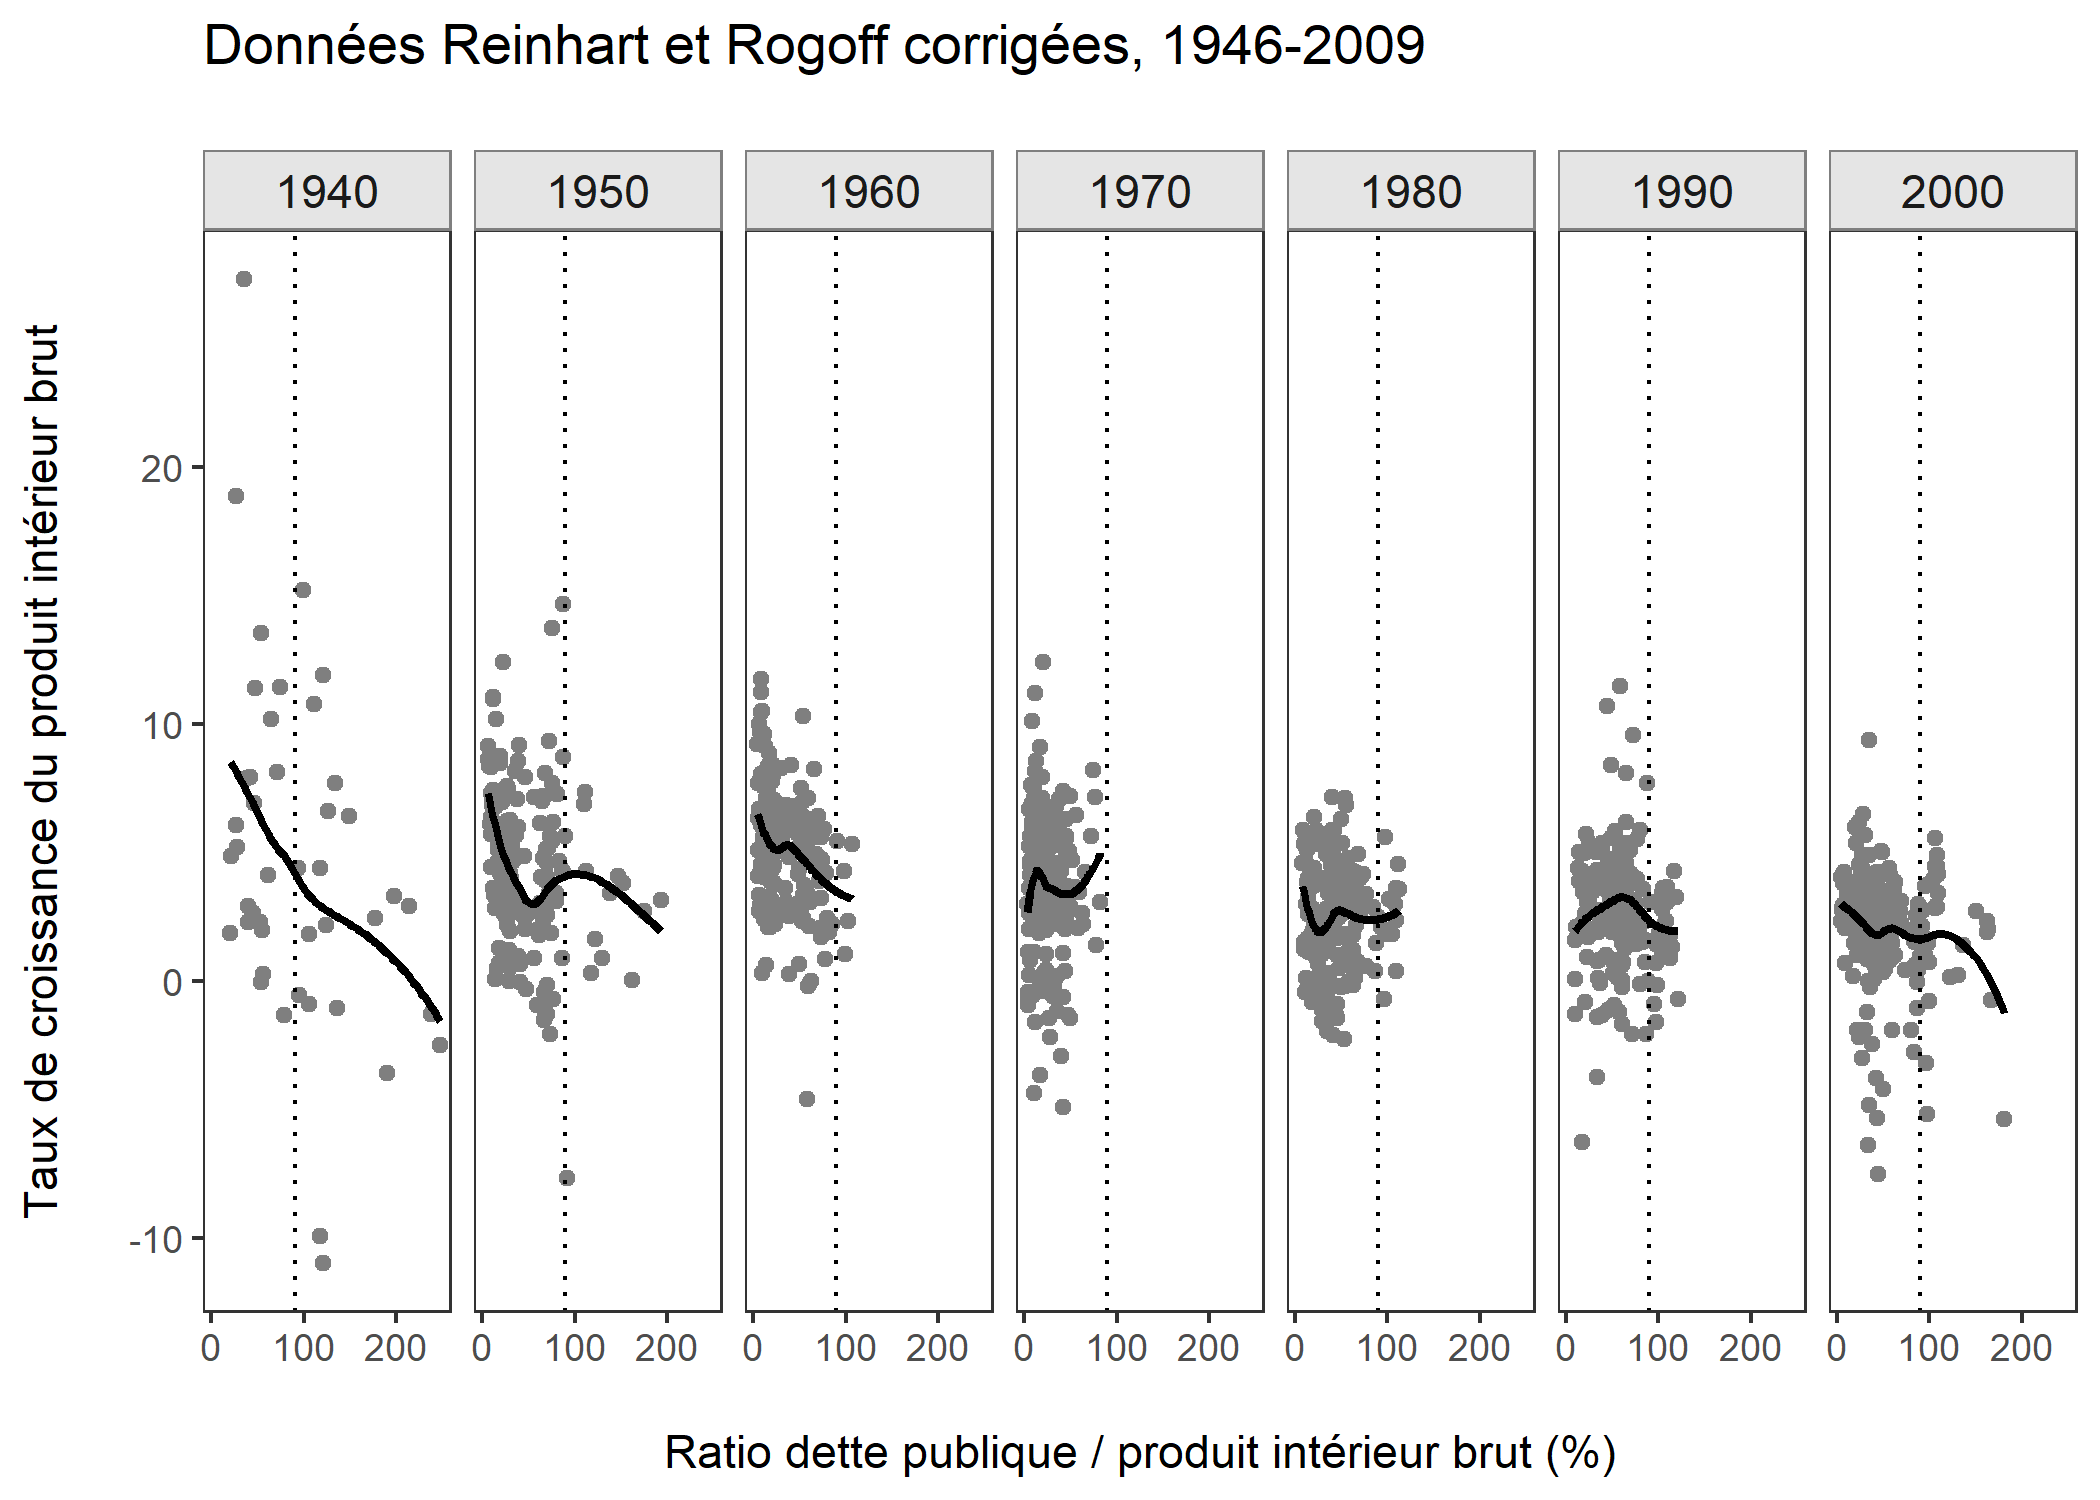 Données Reinhart et Rogoff corrigées, 1946-2009
1940 1950 1960 1970 1980 1990 2000
Taux de croissance du produit intérieur brut
20
10
0
-10
0 100 200 0 100 200 0 100 200 0 100 200 0 100 200 0 100 200 0 100 200
Ratio dette publique / produit intérieur brut (%)